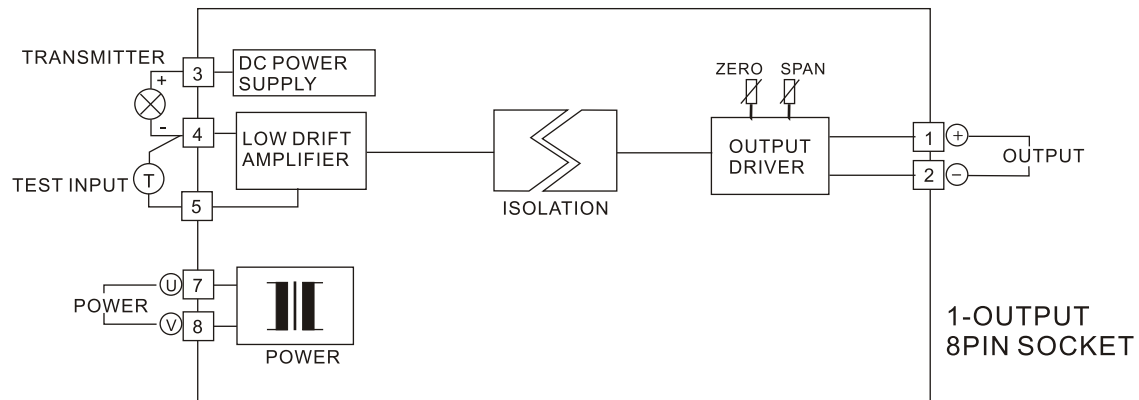 TRANSMITTER
+
-
3
DC POWER
SUPPLY
4
LOW DRIFT
AMPLIFIER
TEST INPUT
T
5
ISOLATION
ZERO
SPAN
OUTPUT
DRIVER
1
+
2
−
OUTPUT
POWER
U
7
V
8
POWER
1-OUTPUT
8PIN SOCKET